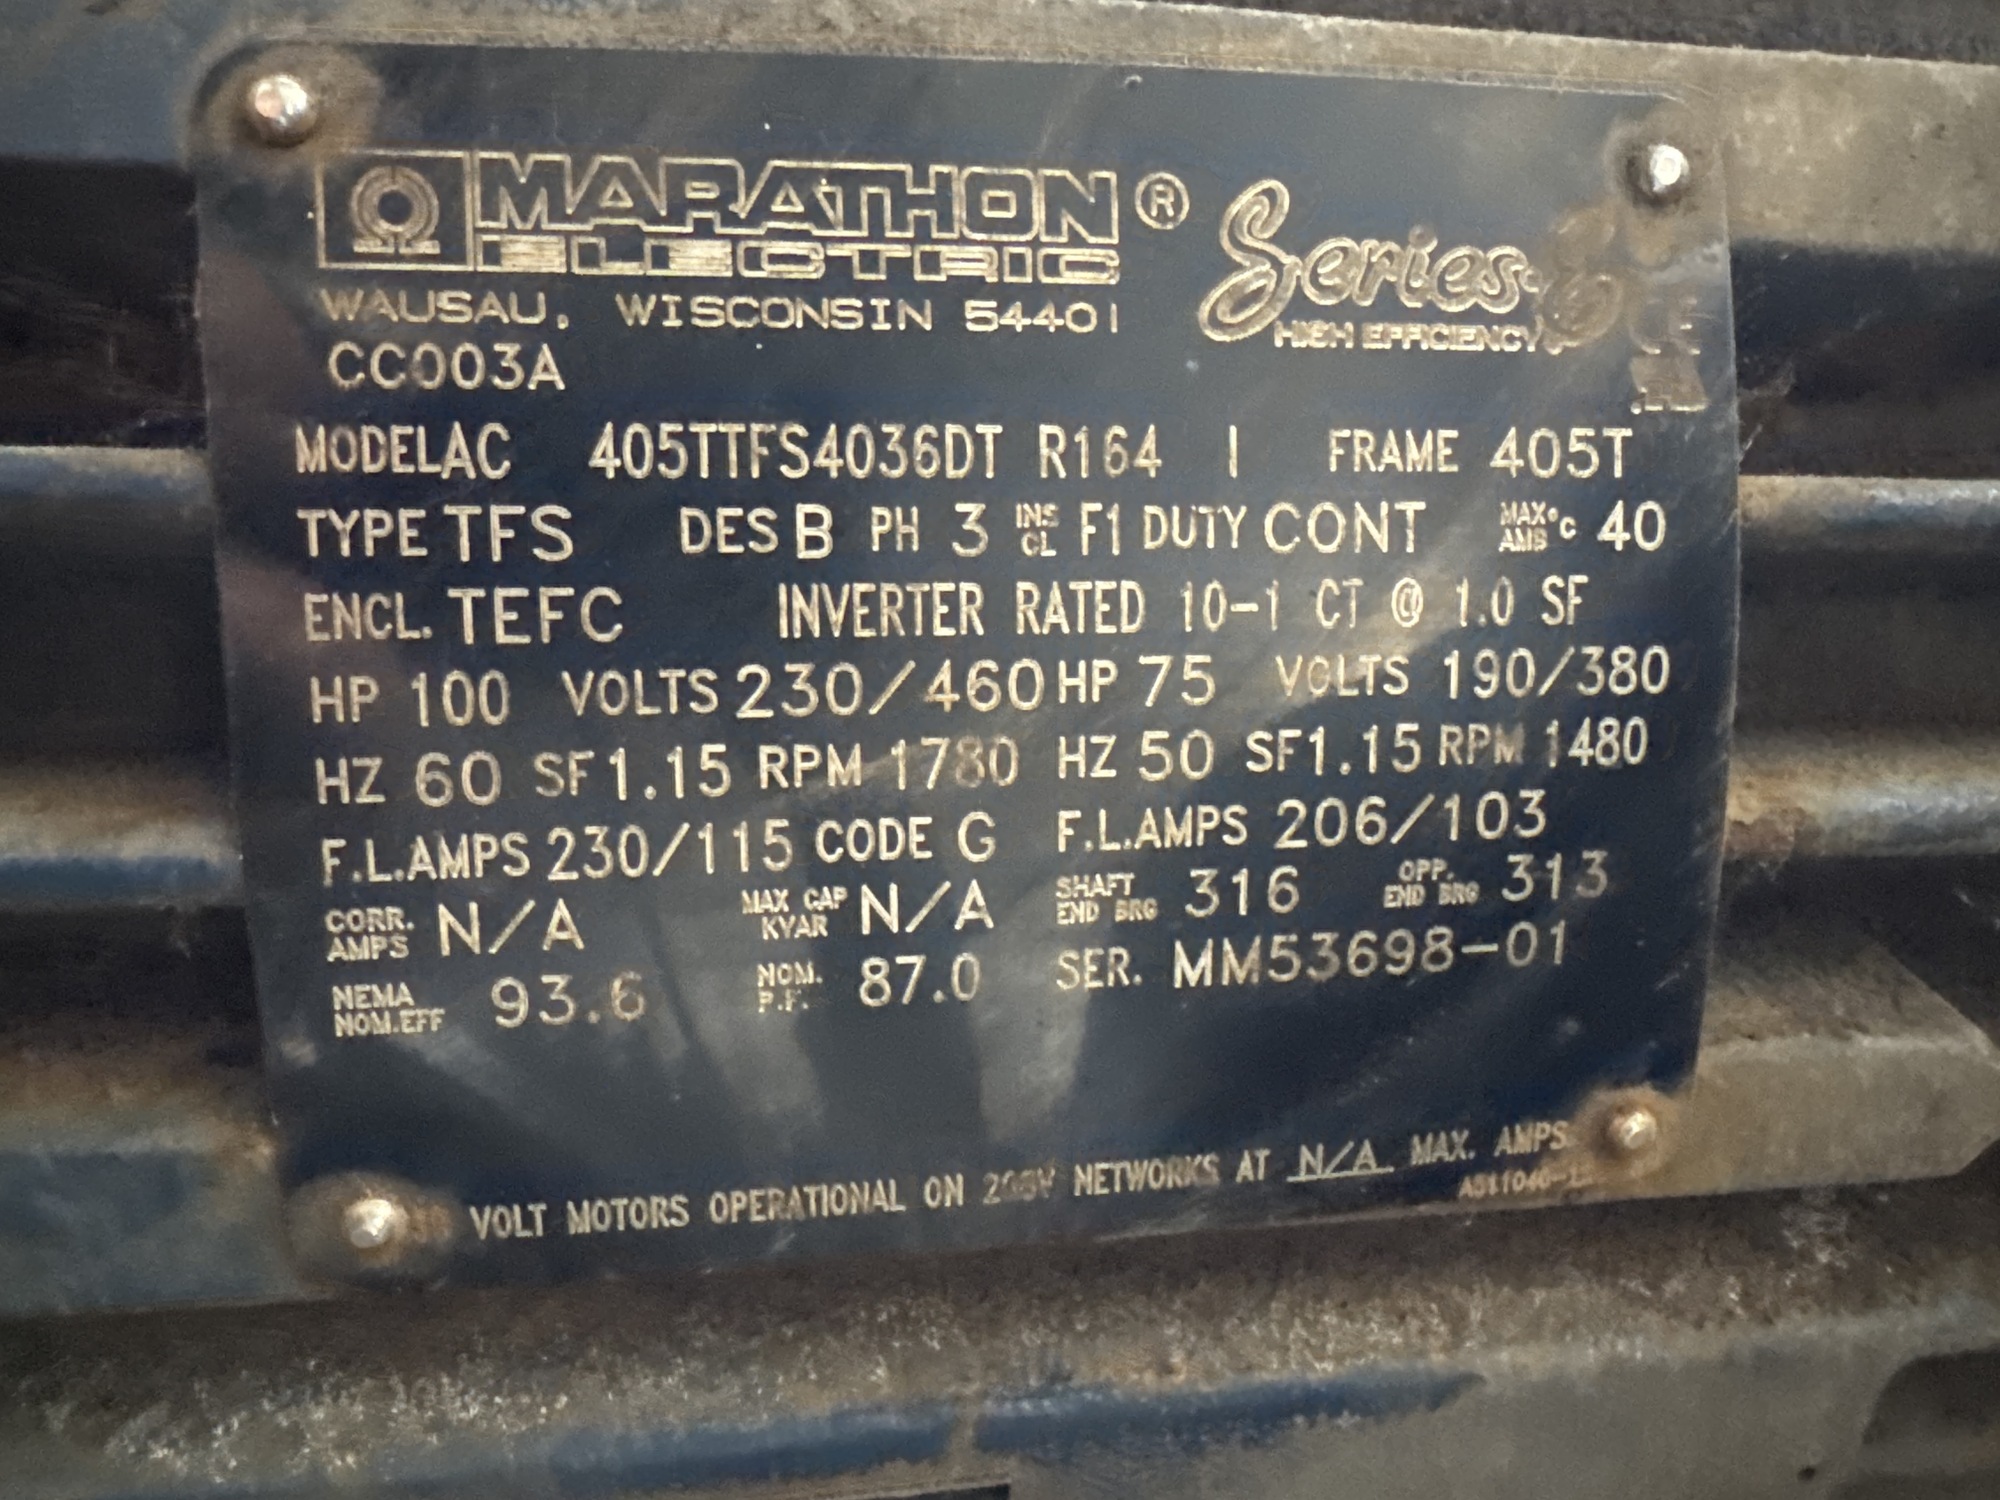 MARATHON ® Series·E
ELECTRIC
HIGH EFFICIENCY
WAUSAU, WISCONSIN 54401
CE
CC003A
MODEL AC 405TTFS4036DT R164 1 FRAME 405T
TYPE TFS DES B PH 3 INS CL F1 DUTY CONT MAX °C AMB 40
ENCL. TEFC INVERTER RATED 10-1 CT @ 1.0 SF
HP 100 VOLTS 230/460 HP 75 VOLTS 190/380
HZ 60 SF 1.15 RPM 1780 HZ 50 SF 1.15 RPM 1480
F.L.AMPS 230/115 CODE G F.L.AMPS 206/103
CORR. AMPS N/A MAX CAP KVAR N/A SHAFT END BRG 316 OPP. END BRG 313
NEMA NOM.EFF 93.6 NOM. P.F. 87.0 SER. MM53698-01
VOLT MOTORS OPERATIONAL ON 208V NETWORKS AT N/A MAX. AMPS